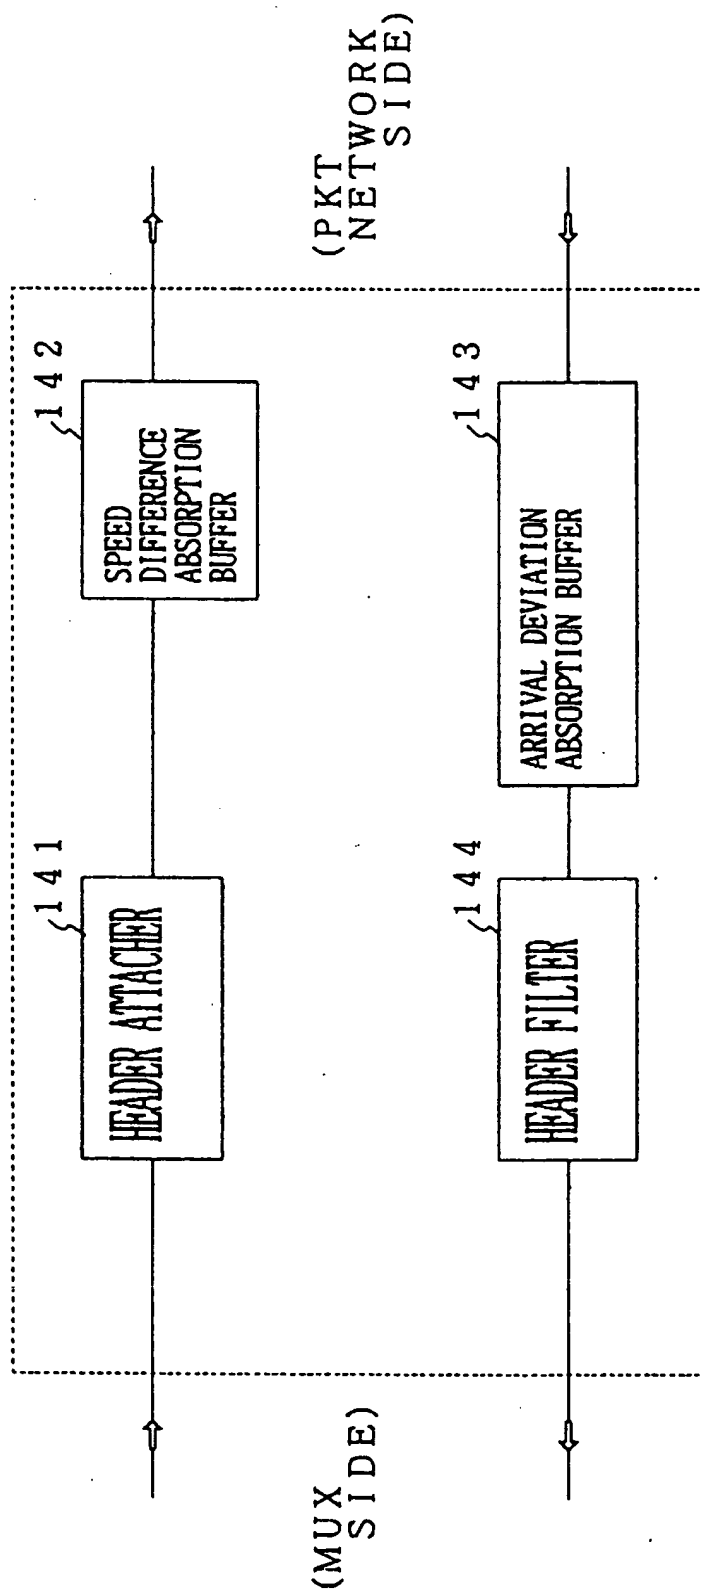 141
142
HEADER ATTACHER
SPEED
DIFFERENCE
ABSORPTION
BUFFER
(MUX
SIDE)
(PKT
NETWORK
SIDE)
144
143
HEADER FILTER
ARRIVAL DEVIATION
ABSORPTION BUFFER